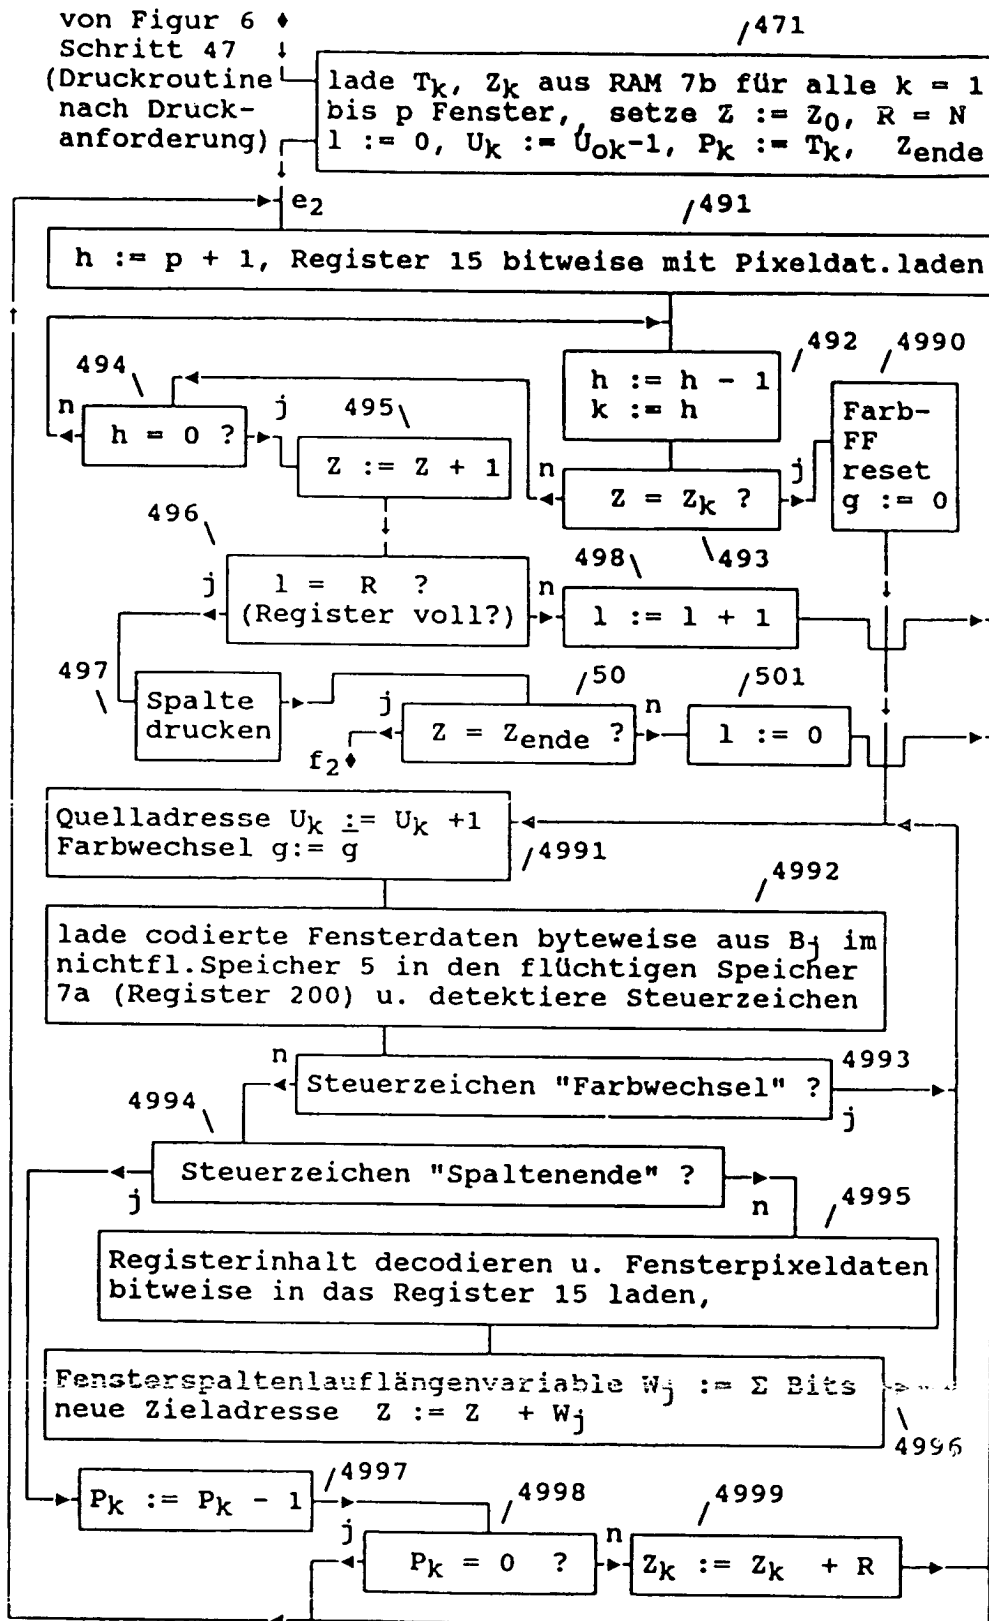 von Figur 6
Schritt 47
(Druckroutine
nach Druck-
anforderung)
471
lade Tk, Zk aus RAM 7b für alle k = 1
bis p Fenster,, setze Z := Z0, R = N
l := 0, Uk := Uok-1, Pk := Tk, Zende
e2
491
h := p + 1, Register 15 bitweise mit Pixeldat.laden
492
h := h - 1
k := h
4990
Farb-
FF
reset
g := 0
494
n
h = 0 ?
j
495
Z := Z + 1
n
Z = Zk ?
j
493
496
j
l = R ?
(Register voll?)
n
498
l := l + 1
497
Spalte
drucken
50
j
Z = Zende ?
n
f2
501
l := 0
Quelladresse Uk := Uk +1
Farbwechsel g:= g
4991
4992
lade codierte Fensterdaten byteweise aus Bj im
nichtfl.Speicher 5 in den flüchtigen Speicher
7a (Register 200) u. detektiere Steuerzeichen
n
Steuerzeichen "Farbwechsel" ?
4993
j
4994
j
Steuerzeichen "Spaltenende" ?
n
4995
Registerinhalt decodieren u. Fensterpixeldaten
bitweise in das Register 15 laden,
Fensterspaltenlauflängenvariable Wj := Σ Bits
neue Zieladresse Z := Z + Wj
4996
Pk := Pk - 1
4997
4998
j
Pk = 0 ?
n
4999
Zk := Zk + R